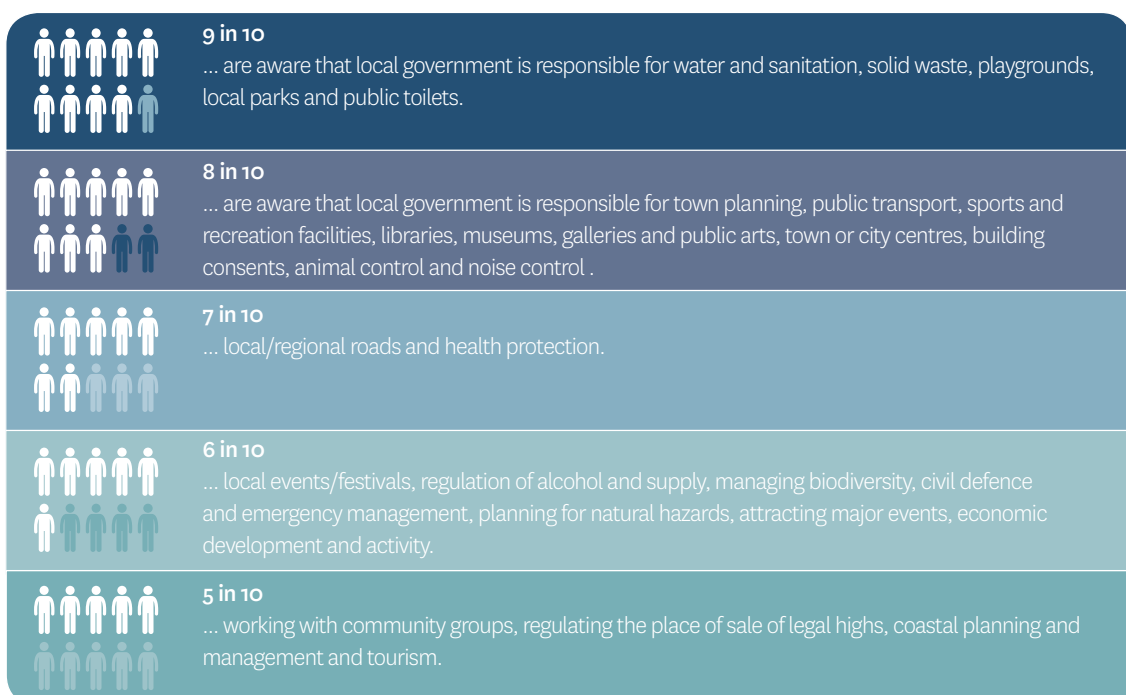 9 in 10
... are aware that local government is responsible for water and sanitation, solid waste, playgrounds,
local parks and public toilets.
8 in 10
... are aware that local government is responsible for town planning, public transport, sports and
recreation facilities, libraries, museums, galleries and public arts, town or city centres, building
consents, animal control and noise control .
7 in 10
... local/regional roads and health protection.
6 in 10
... local events/festivals, regulation of alcohol and supply, managing biodiversity, civil defence
and emergency management, planning for natural hazards, attracting major events, economic
development and activity.
5 in 10
... working with community groups, regulating the place of sale of legal highs, coastal planning and
management and tourism.